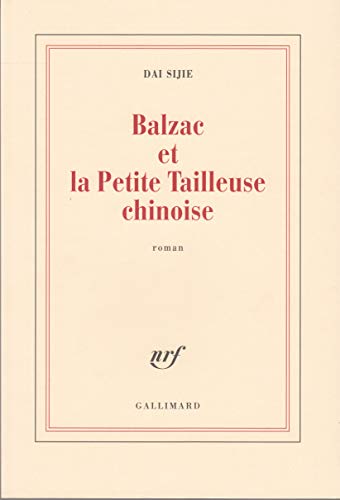 DAI SIJIE
Balzac
et
la Petite Tailleuse
chinoise
roman
nrf
GALLIMARD